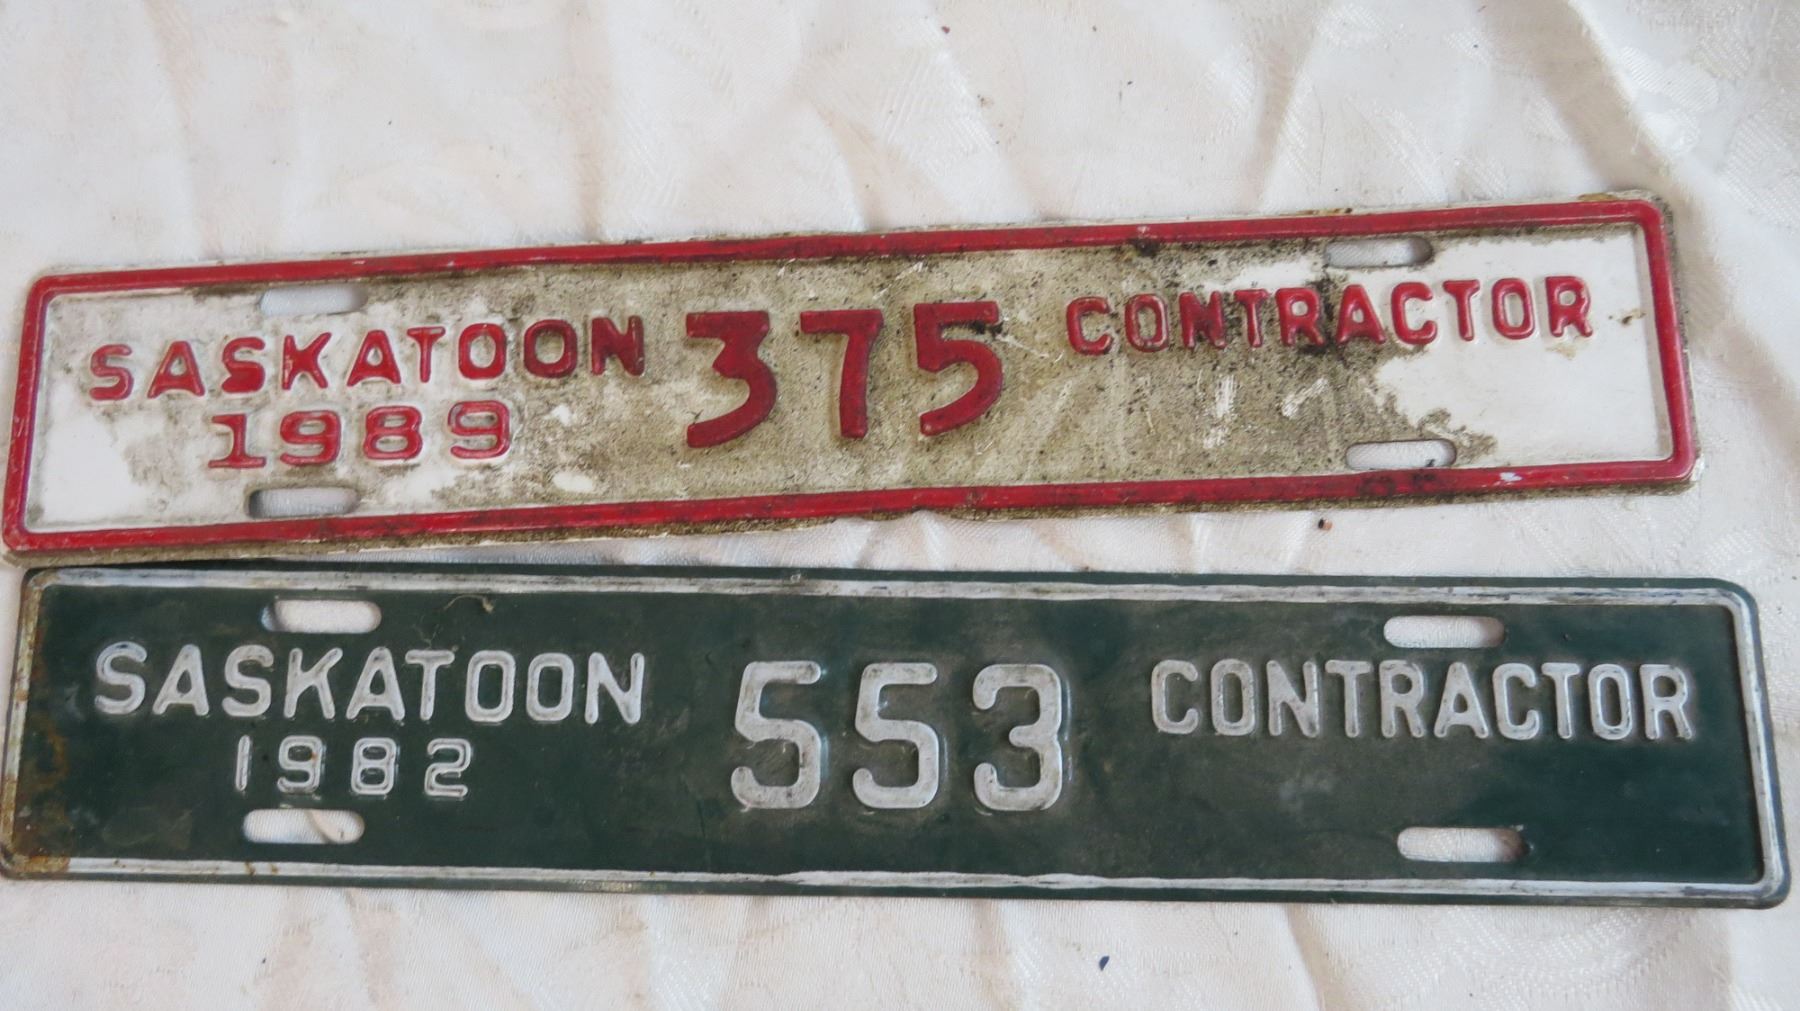 SASKATOON 375 CONTRACTOR
1989
SASKATOON 553 CONTRACTOR
1982